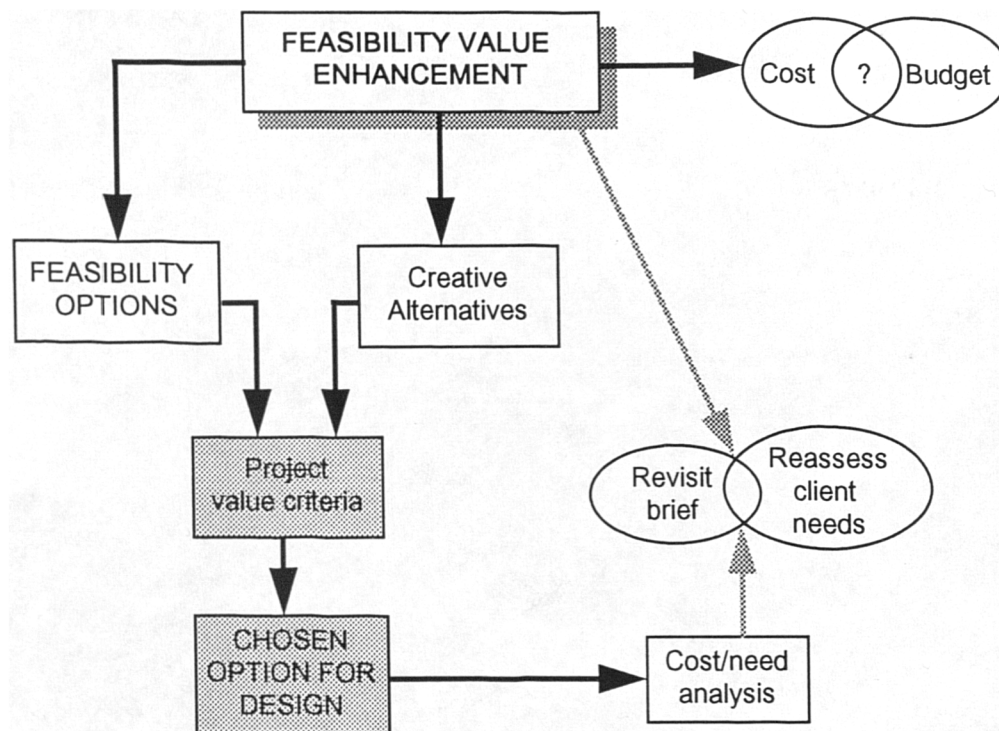 FEASIBILITY VALUE
ENHANCEMENT
Cost
?
Budget
FEASIBILITY
OPTIONS
Creative
Alternatives
Project
value criteria
Revisit
brief
Reassess
client
needs
CHOSEN
OPTION FOR
DESIGN
Cost/need
analysis